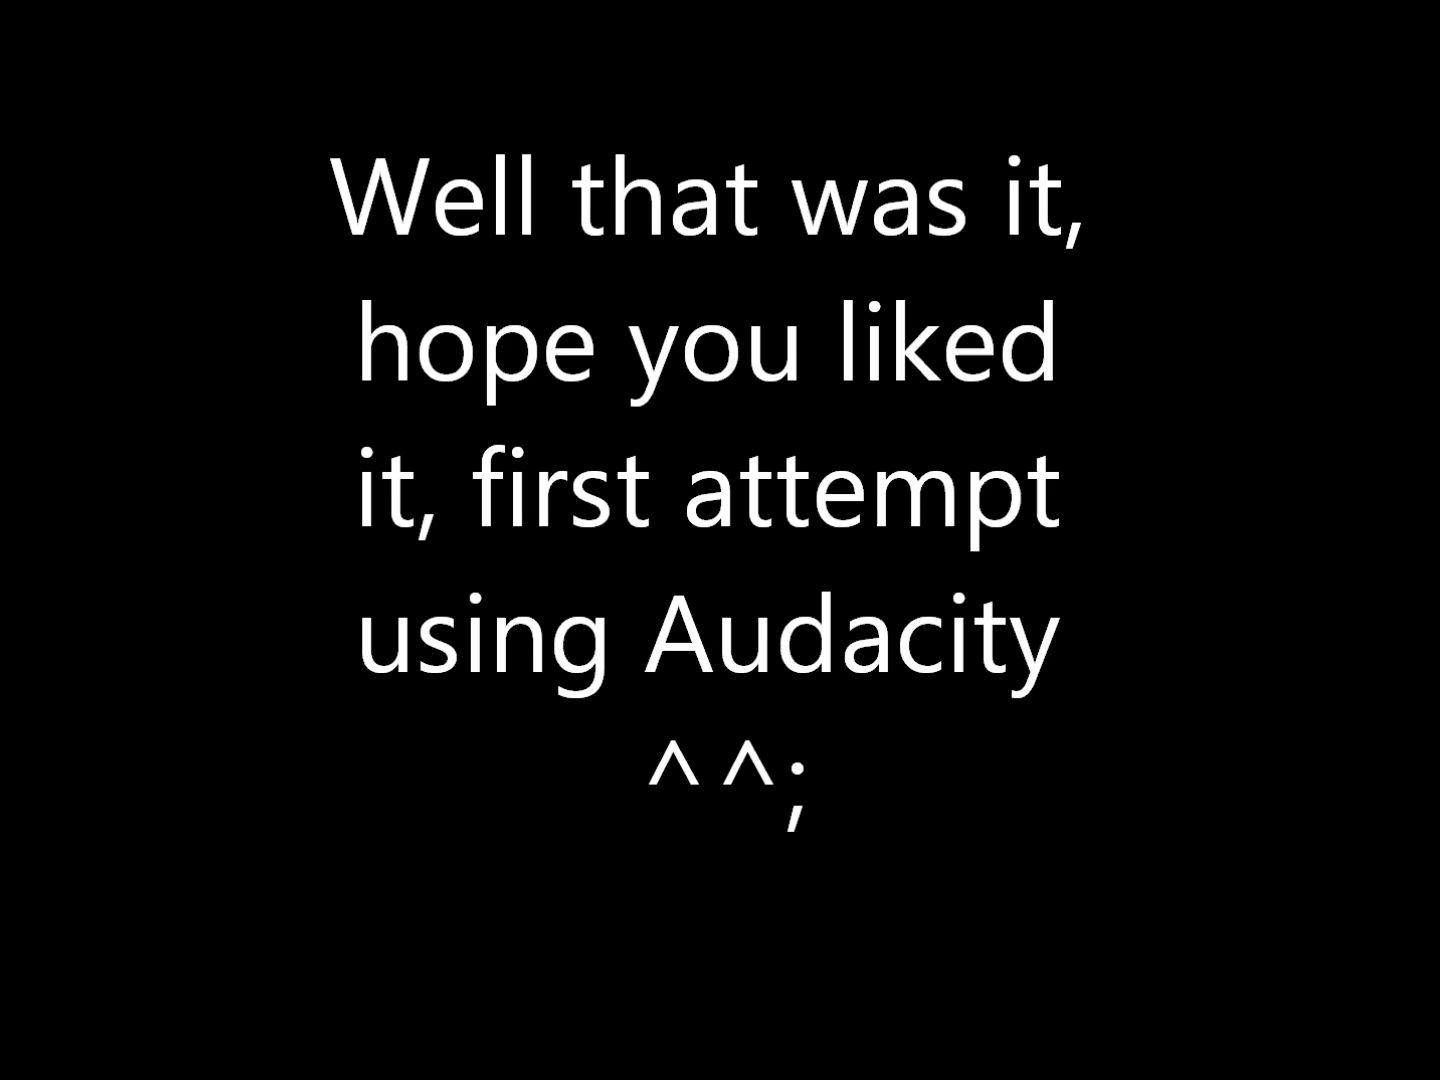 Well that was it,
hope you liked
it, first attempt
using Audacity
^^;